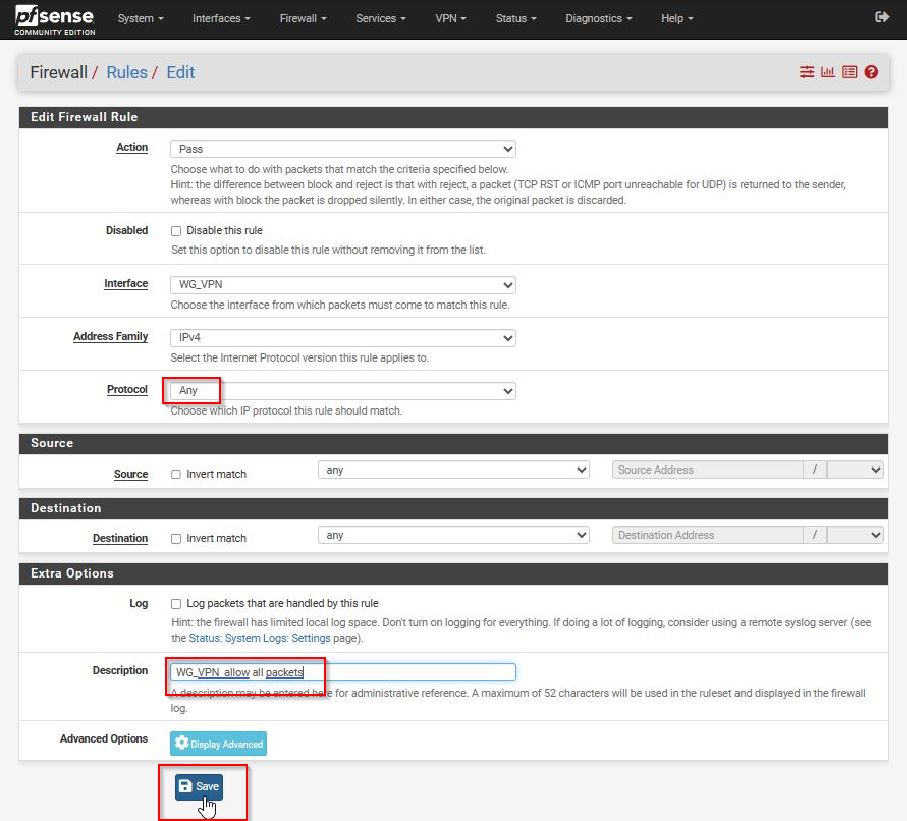 pfsense
COMMUNITY EDITION
System Interfaces Firewall Services VPN Status Diagnostics Help
Firewall / Rules / Edit
Edit Firewall Rule
Action
Pass
Choose what to do with packets that match the criteria specified below.
Hint: the difference between block and reject is that with reject, a packet (TCP RST or ICMP port unreachable for UDP) is returned to the sender,
whereas with block the packet is dropped silently. In either case, the original packet is discarded.
Disabled
Disable this rule
Set this option to disable this rule without removing it from the list.
Interface
WG_VPN
Choose the interface from which packets must come to match this rule.
Address Family
IPv4
Select the Internet Protocol version this rule applies to.
Protocol
Any
Choose which IP protocol this rule should match.
Source
Source
Invert match
any
Source Address
/
Destination
Destination
Invert match
any
Destination Address
/
Extra Options
Log
Log packets that are handled by this rule
Hint: the firewall has limited local log space. Don't turn on logging for everything. If doing a lot of logging, consider using a remote syslog server (see
the Status: System Logs: Settings page).
Description
WG_VPN allow all packets
A description may be entered here for administrative reference. A maximum of 52 characters will be used in the ruleset and displayed in the firewall
log.
Advanced Options
Display Advanced
Save